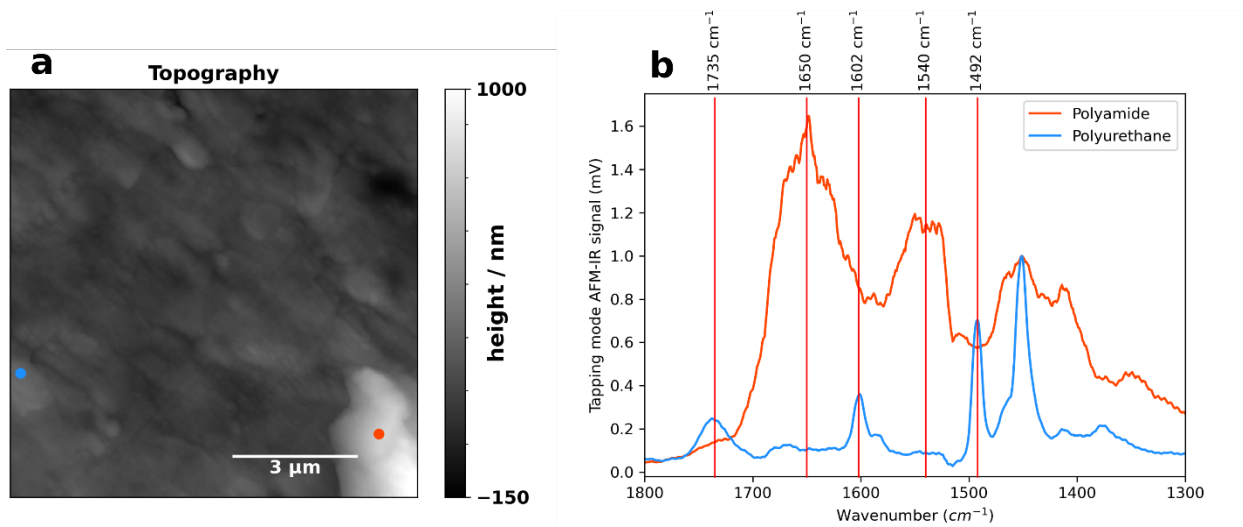 a
Topography
1000
height / nm
−150
3 μm
b
1735 cm⁻¹
1650 cm⁻¹
1602 cm⁻¹
1540 cm⁻¹
1492 cm⁻¹
Polyamide
Polyurethane
Tapping mode AFM-IR signal (mV)
1.6
1.4
1.2
1.0
0.8
0.6
0.4
0.2
0.0
1800 1700 1600 1500 1400 1300
Wavenumber (cm⁻¹)